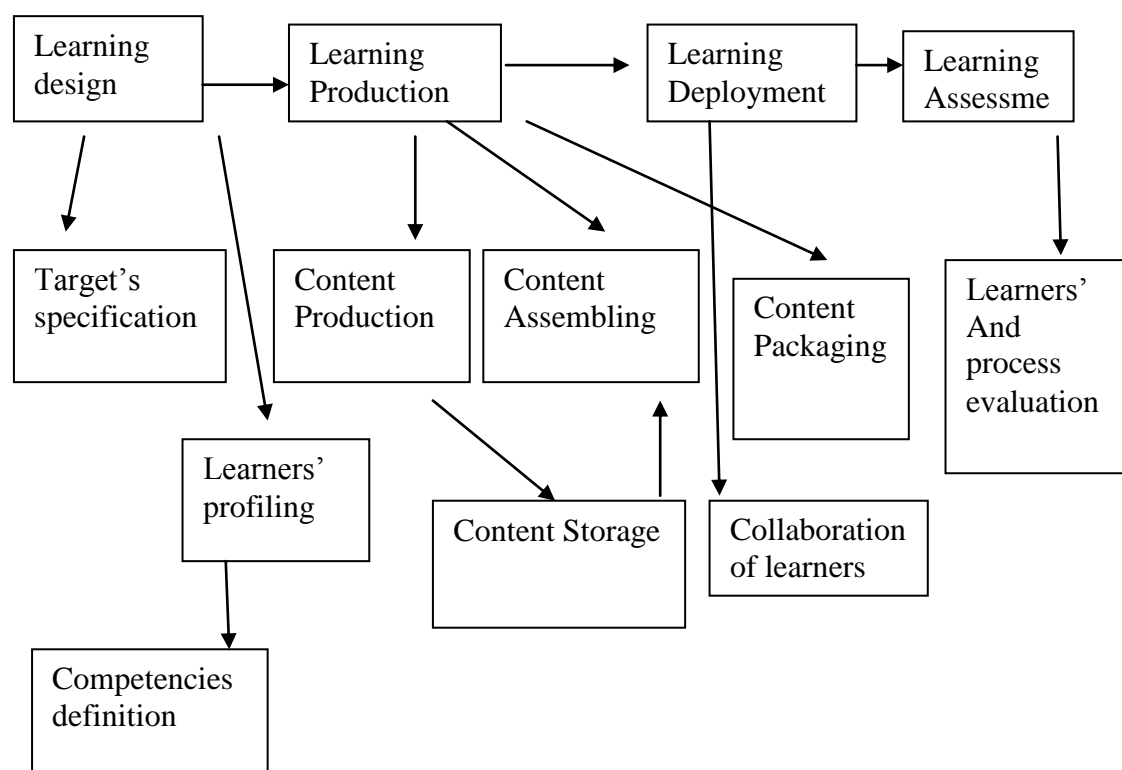 Learning
design
Learning
Production
Learning
Deployment
Learning
Assessme
Target’s
specification
Content
Production
Content
Assembling
Content
Packaging
Learners’
And
process
evaluation
Learners’
profiling
Content Storage
Collaboration
of learners
Competencies
definition